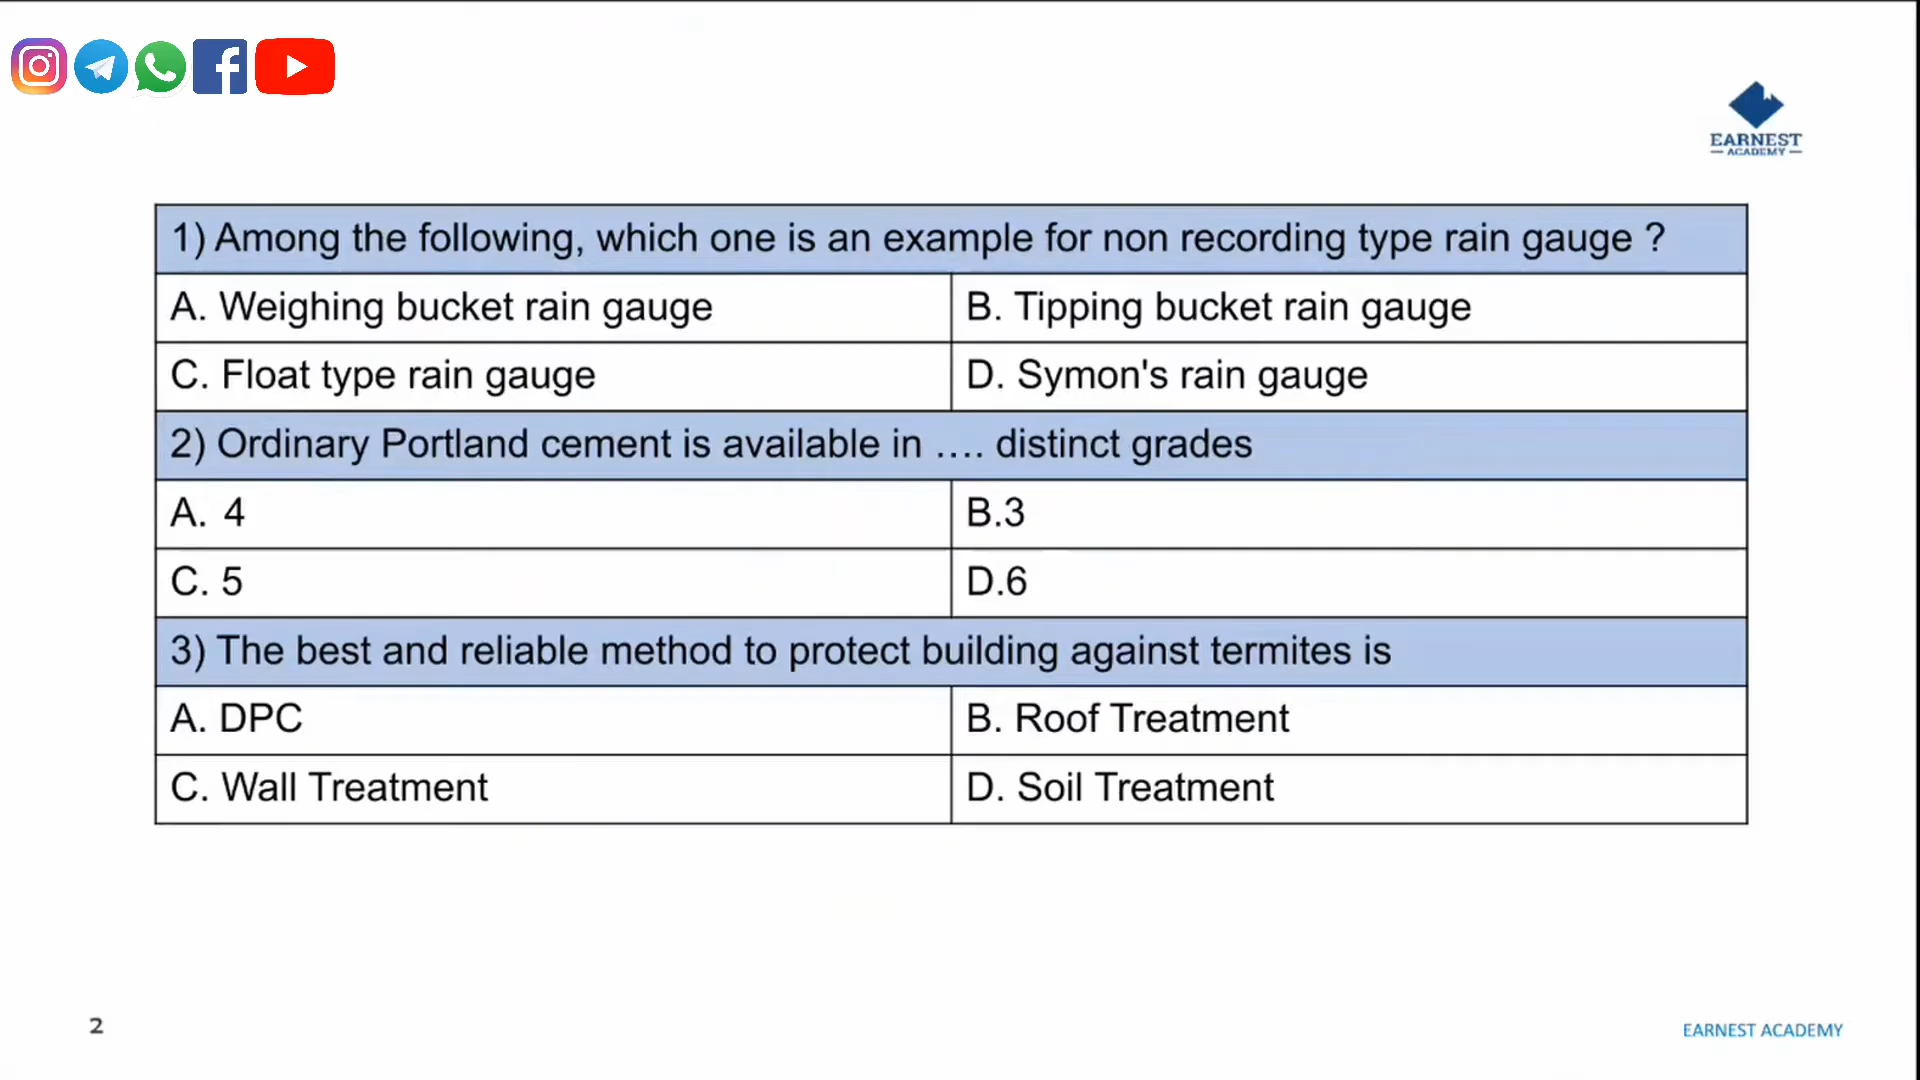 EARNEST
ACADEMY
1) Among the following, which one is an example for non recording type rain gauge ?
A. Weighing bucket rain gauge
B. Tipping bucket rain gauge
C. Float type rain gauge
D. Symon's rain gauge
2) Ordinary Portland cement is available in .... distinct grades
A. 4
B.3
C. 5
D.6
3) The best and reliable method to protect building against termites is
A. DPC
B. Roof Treatment
C. Wall Treatment
D. Soil Treatment
2
EARNEST ACADEMY